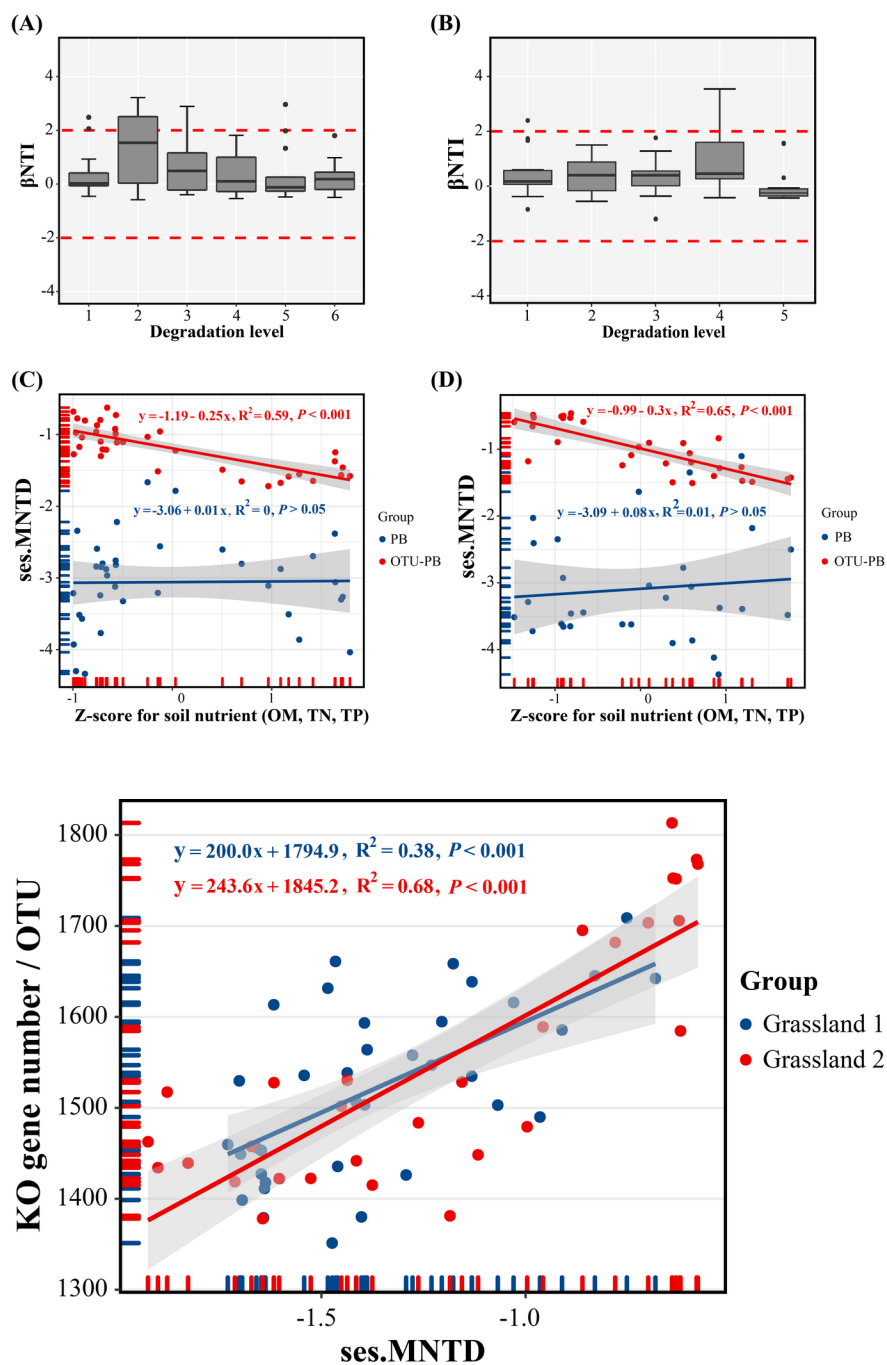 (A)
βNTI
4
2
0
-2
-4
1 2 3 4 5 6
Degradation level
(B)
βNTI
4
2
0
-2
-4
1 2 3 4 5
Degradation level
(C)
ses.MNTD
-1
-2
-3
-4
y=-1.19-0.25x, R²=0.59, P<0.001
y=-3.06+0.01x, R²=0, P>0.05
-1 0 1
Z-score for soil nutrient (OM, TN, TP)
Group
PB
OTU-PB
(D)
ses.MNTD
-1
-2
-3
-4
y=-0.99-0.3x, R²=0.65, P<0.001
y=-3.09+0.08x, R²=0.01, P>0.05
-1 0 1
Z-score for soil nutrient (OM, TN, TP)
Group
PB
OTU-PB
KO gene number / OTU
1800
1700
1600
1500
1400
1300
y=200.0x+1794.9, R²=0.38, P<0.001
y=243.6x+1845.2, R²=0.68, P<0.001
-1.5 -1.0
ses.MNTD
Group
Grassland 1
Grassland 2